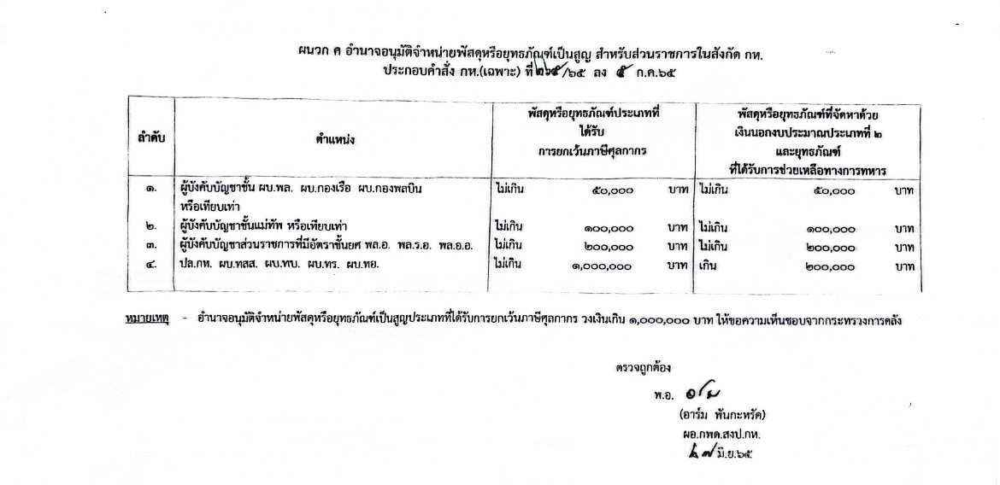 ผนวก ค อำนาจอนุมัติจำหน่ายพัสดุหรือยุทธภัณฑ์เป็นสูญ สำหรับส่วนราชการในสังกัด กห.
ประกอบคำสั่ง กห.(เฉพาะ) ที่ ๒๖๕/๖๕ ลง ๕ ก.ค.๖๕
ลำดับ ตำแหน่ง พัสดุหรือยุทธภัณฑ์ประเภทที่ พัสดุหรือยุทธภัณฑ์ที่จัดหาด้วย
ได้รับ เงินนอกงบประมาณประเภทที่ ๒
การยกเว้นภาษีศุลกากร และยุทธภัณฑ์
ที่ได้รับการช่วยเหลือทางการทหาร
๑. ผู้บังคับบัญชาชั้น ผบ.พล. ผบ.กองเรือ ผบ.กองพลบิน ไม่เกิน ๕๐,๐๐๐ บาท ไม่เกิน ๕๐,๐๐๐ บาท
หรือเทียบเท่า
๒. ผู้บังคับบัญชาชั้นแม่ทัพ หรือเทียบเท่า ไม่เกิน ๑๐๐,๐๐๐ บาท ไม่เกิน ๑๐๐,๐๐๐ บาท
๓. ผู้บังคับบัญชาส่วนราชการที่มีอัตราชั้นยศ พล.อ. พล.ร.อ. พล.อ.อ. ไม่เกิน ๒๐๐,๐๐๐ บาท ไม่เกิน ๒๐๐,๐๐๐ บาท
๔. ปล.กห. ผบ.ทสส. ผบ.ทบ. ผบ.ทร. ผบ.ทอ. ไม่เกิน ๑,๐๐๐,๐๐๐ บาท เกิน ๒๐๐,๐๐๐ บาท
หมายเหตุ - อำนาจอนุมัติจำหน่ายพัสดุหรือยุทธภัณฑ์เป็นสูญประเภทที่ได้รับการยกเว้นภาษีศุลกากร วงเงินเกิน ๑,๐๐๐,๐๐๐ บาท ให้ขอความเห็นชอบจากกระทรวงการคลัง
ตรวจถูกต้อง
พ.อ.
(อาร์ม พันกะหรัด)
ผอ.กพด.สงป.กห.
๒๗ มิ.ย.๖๕